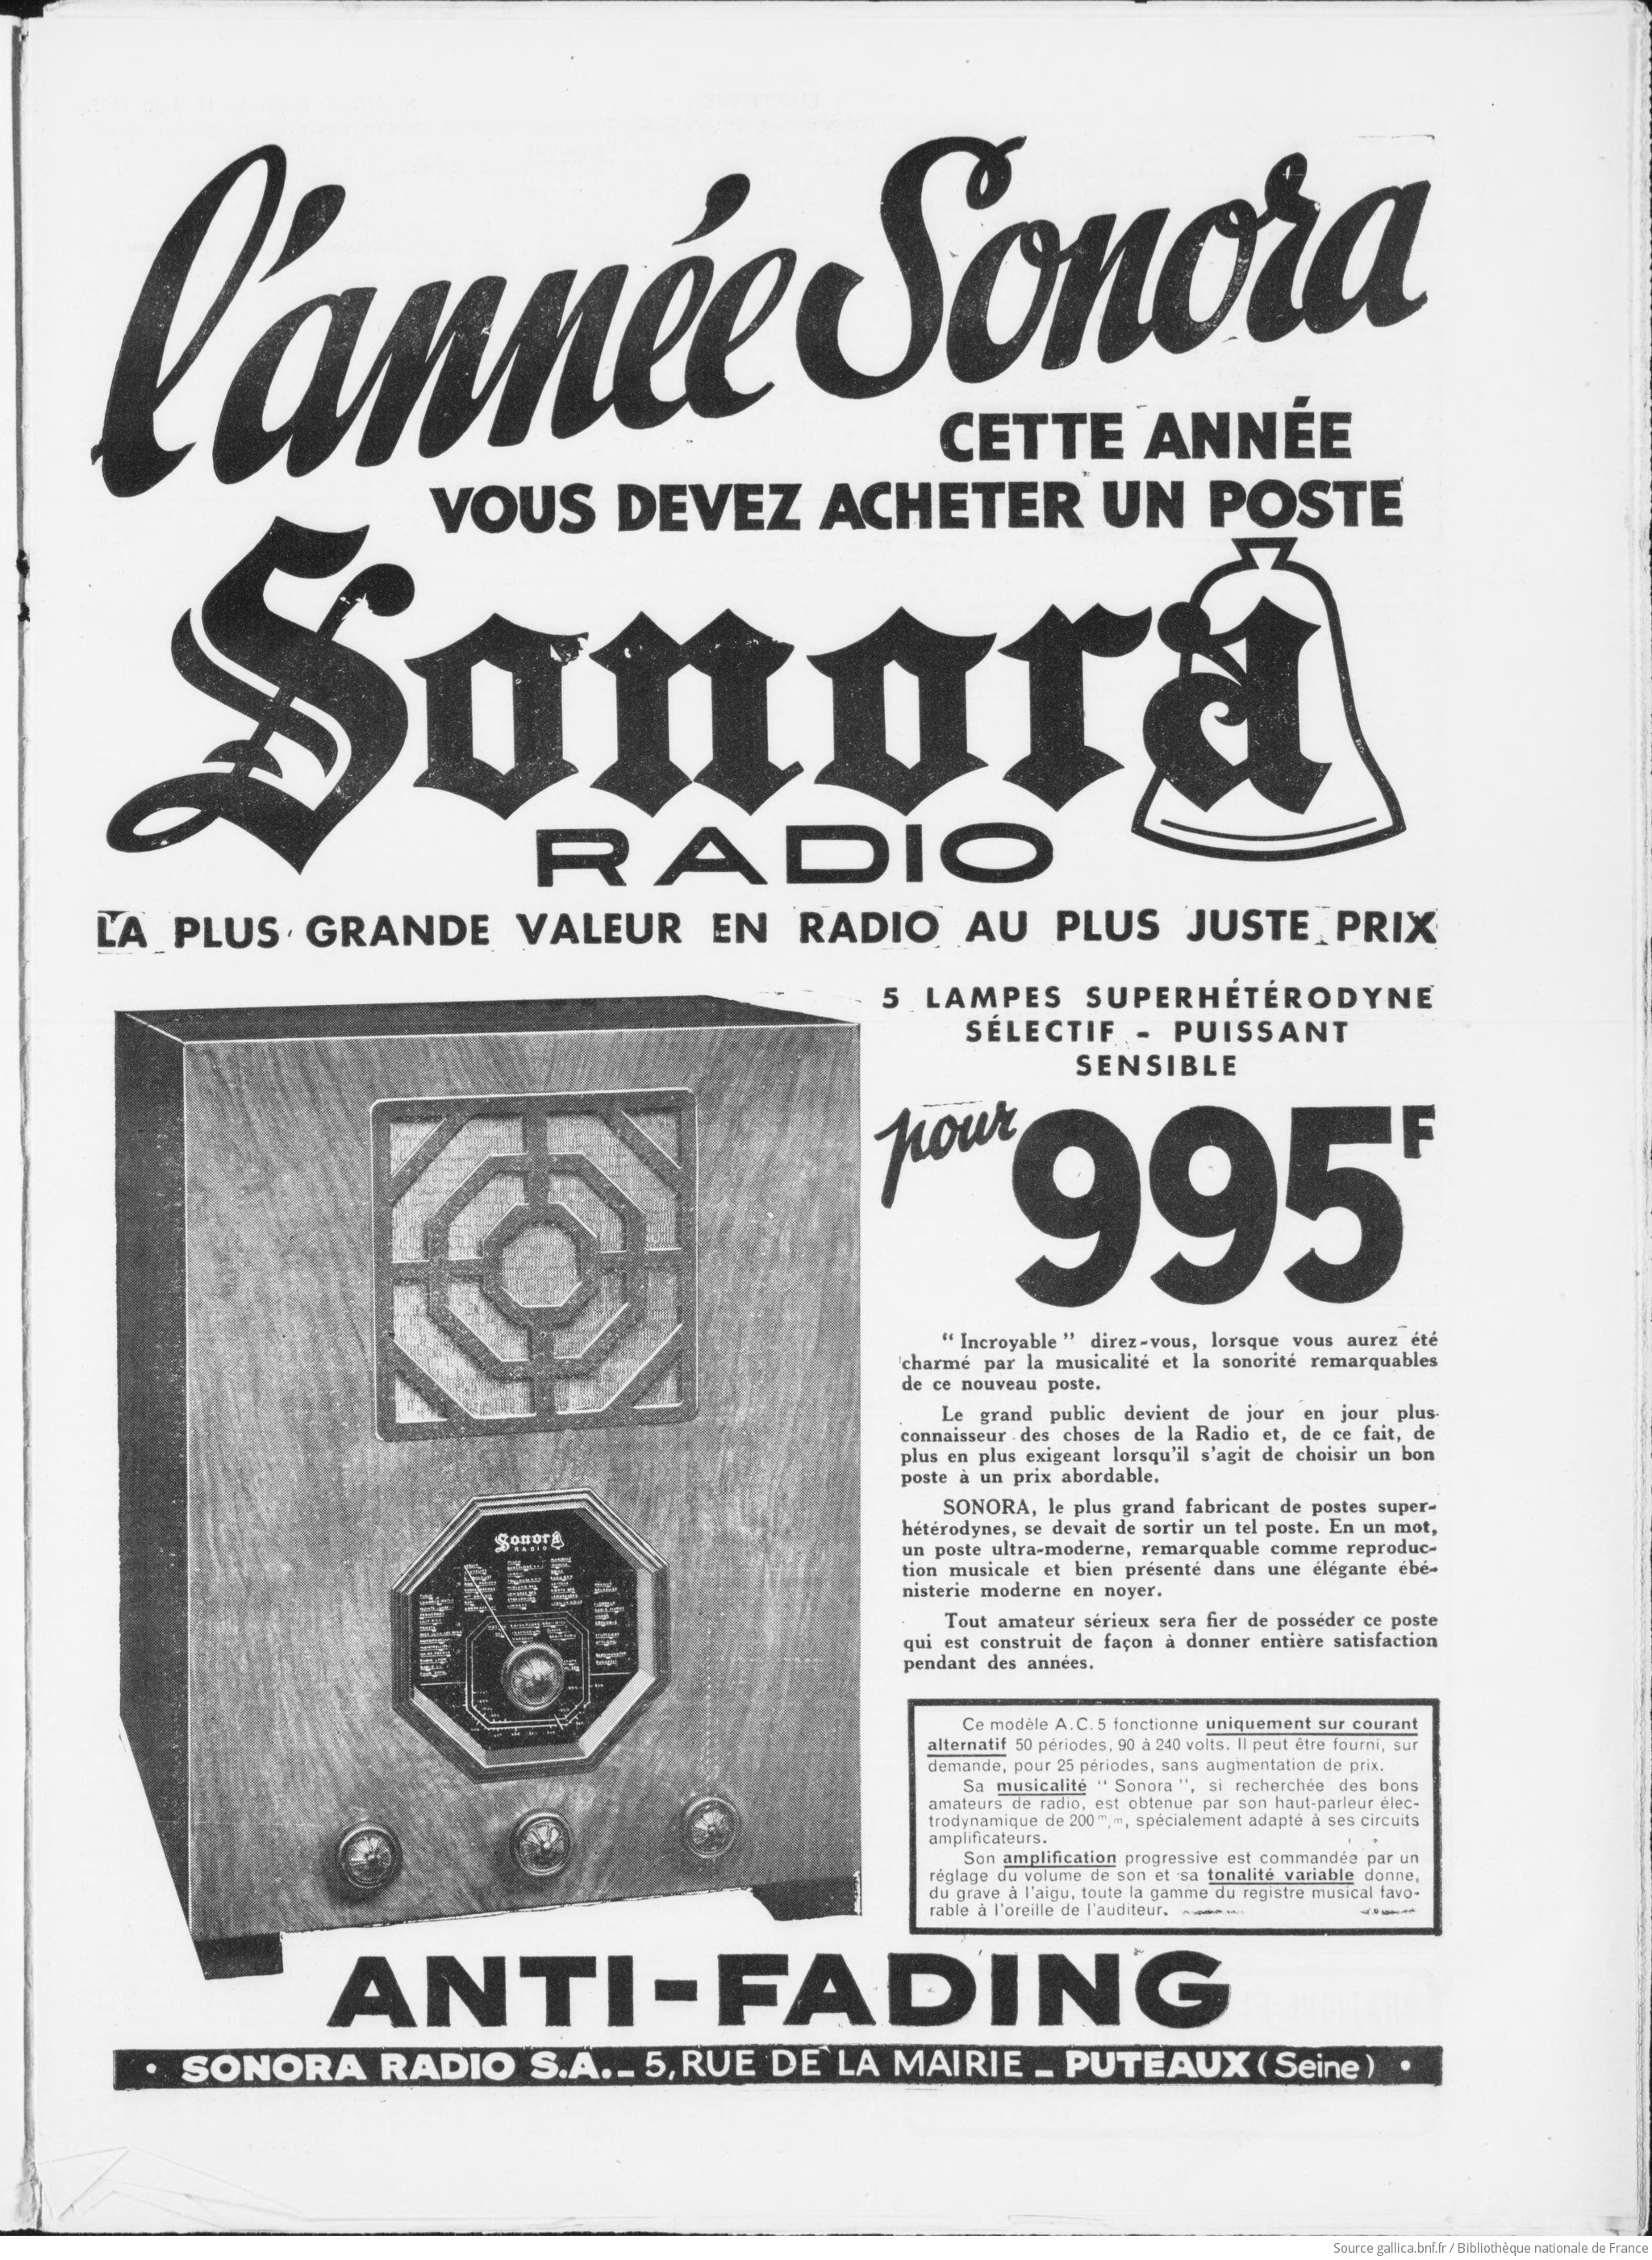 l'année Sonora
CETTE ANNÉE
VOUS DEVEZ ACHETER UN POSTE
Sonora
RADIO
LA PLUS GRANDE VALEUR EN RADIO AU PLUS JUSTE PRIX
5 LAMPES SUPERHÉTÉRODYNE
SÉLECTIF - PUISSANT
SENSIBLE
pour 995F
“ Incroyable ” direz-vous, lorsque vous aurez été
charmé par la musicalité et la sonorité remarquables
de ce nouveau poste.
Le grand public devient de jour en jour plus
connaisseur des choses de la Radio et, de ce fait, de
plus en plus exigeant lorsqu'il s'agit de choisir un bon
poste à un prix abordable.
SONORA, le plus grand fabricant de postes super-
hétérodynes, se devait de sortir un tel poste. En un mot,
un poste ultra-moderne, remarquable comme reproduc-
tion musicale et bien présenté dans une élégante ébé-
nisterie moderne en noyer.
Tout amateur sérieux sera fier de posséder ce poste
qui est construit de façon à donner entière satisfaction
pendant des années.
Sonora
RADIO
Ce modèle A.C.5 fonctionne uniquement sur courant
alternatif 50 périodes, 90 à 240 volts. Il peut être fourni, sur
demande, pour 25 périodes, sans augmentation de prix.
Sa musicalité “ Sonora ”, si recherchée des bons
amateurs de radio, est obtenue par son haut-parleur élec-
trodynamique de 200 m/m, spécialement adapté à ses circuits
amplificateurs.
Son amplification progressive est commandée par un
réglage du volume de son et sa tonalité variable donne,
du grave à l'aigu, toute la gamme du registre musical favo-
rable à l'oreille de l'auditeur.
ANTI-FADING
• SONORA RADIO S.A. - 5, RUE DE LA MAIRIE - PUTEAUX (Seine) •
Source gallica.bnf.fr / Bibliothèque nationale de France